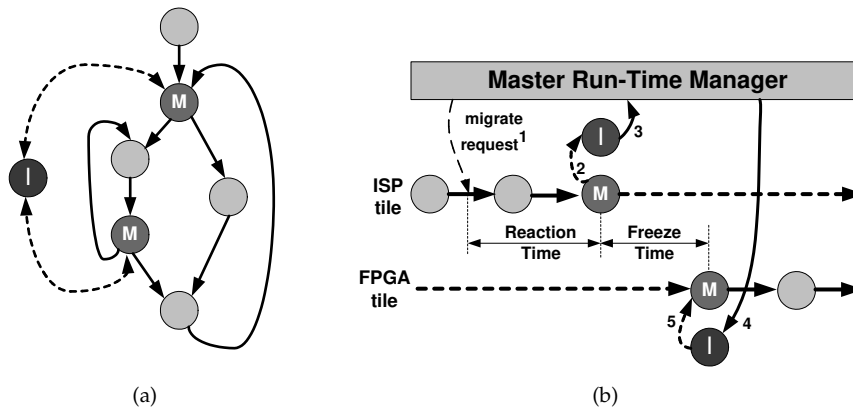 M
I
M
(a)
Master Run-Time Manager
migrate
request1
I
3
2
ISP
tile
M
Reaction
Time
Freeze
Time
FPGA
tile
M
5
4
I
(b)